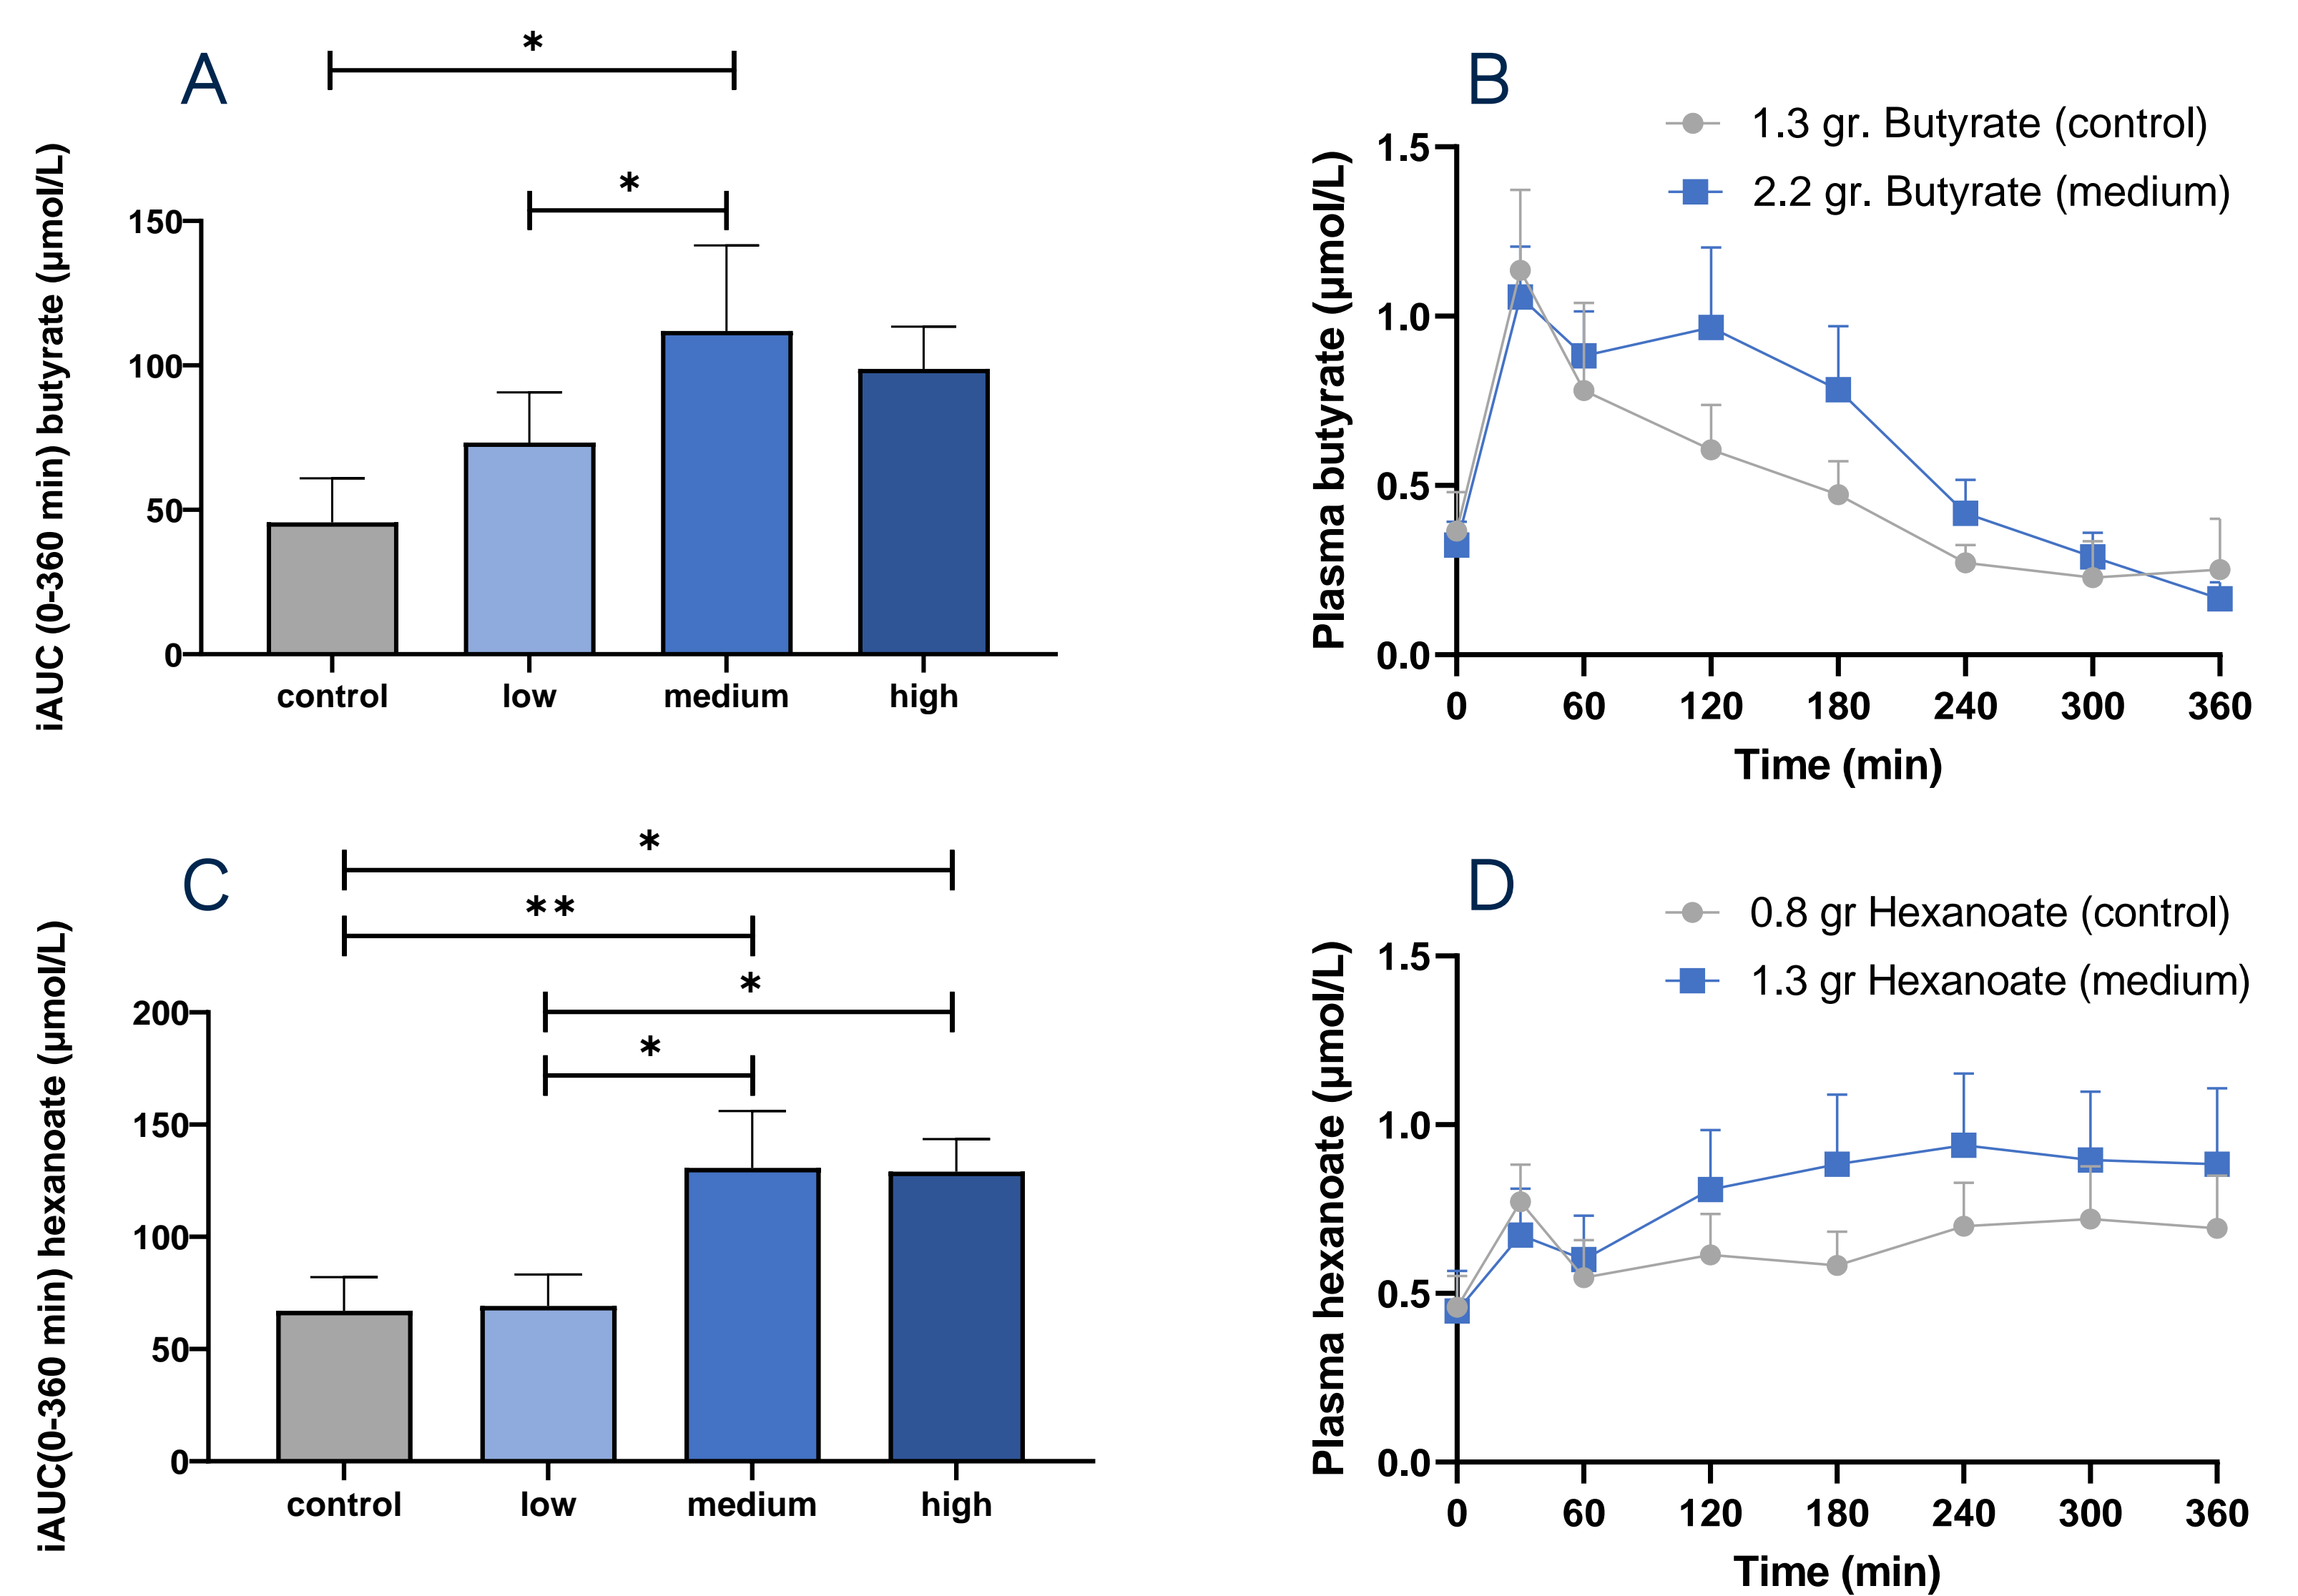 A
*
*
iAUC (0-360 min) butyrate (µmol/L)
150
100
50
0
control low medium high
B
1.3 gr. Butyrate (control)
2.2 gr. Butyrate (medium)
Plasma butyrate (µmol/L)
1.5
1.0
0.5
0.0
0 60 120 180 240 300 360
Time (min)
C
*
**
*
*
iAUC(0-360 min) hexanoate (µmol/L)
200
150
100
50
0
control low medium high
D
0.8 gr Hexanoate (control)
1.3 gr Hexanoate (medium)
Plasma hexanoate (µmol/L)
1.5
1.0
0.5
0.0
0 60 120 180 240 300 360
Time (min)